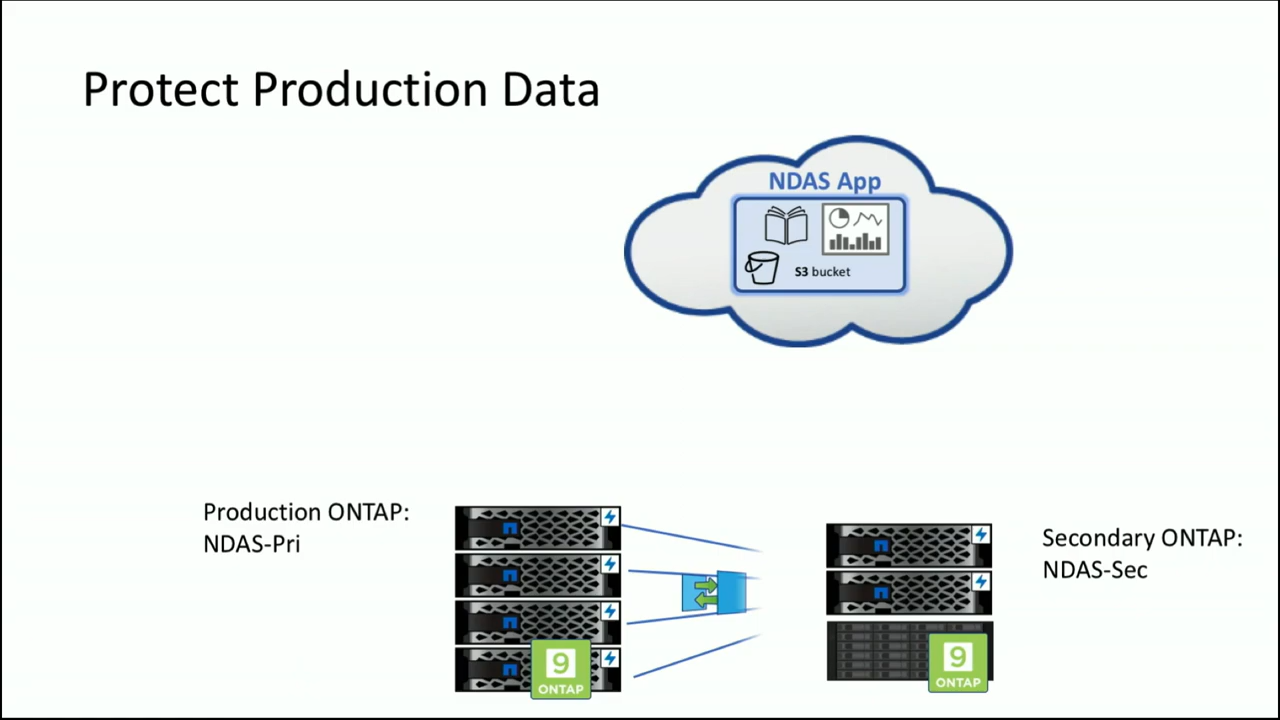 Protect Production Data
NDAS App
S3 bucket
Production ONTAP:
NDAS-Pri
Secondary ONTAP:
NDAS-Sec
9
ONTAP
9
ONTAP